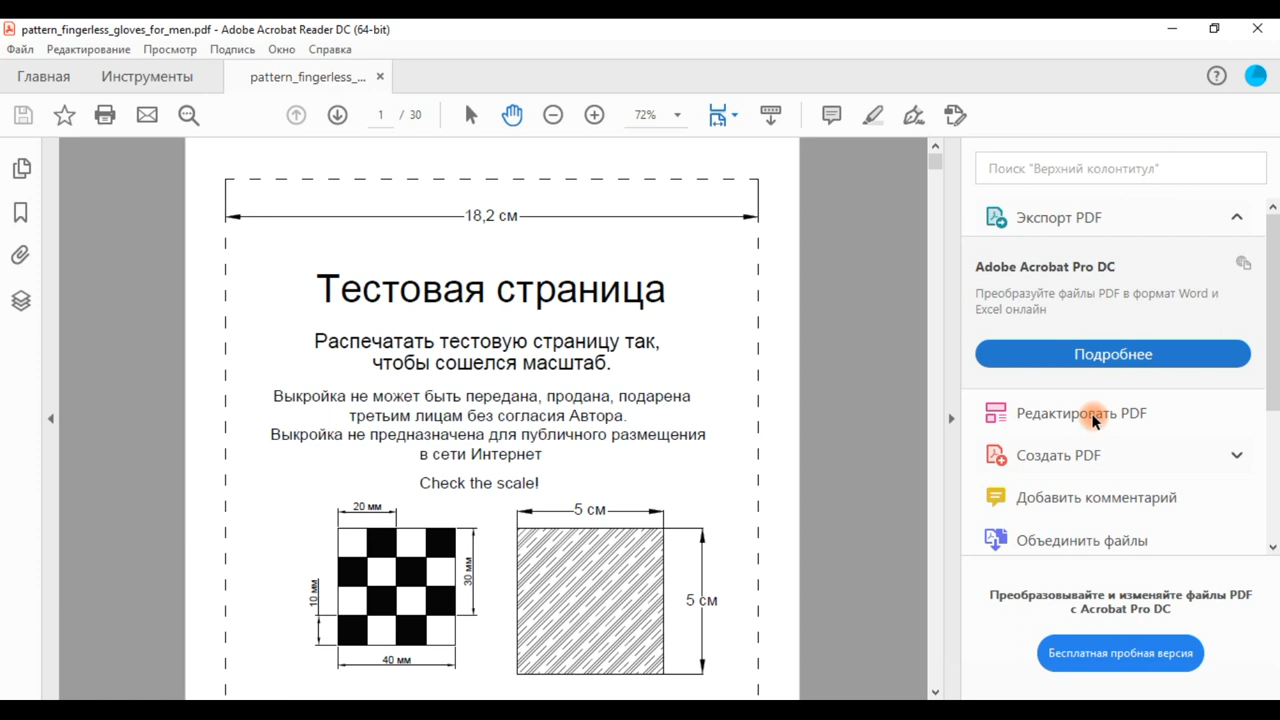 pattern_fingerless_gloves_for_men.pdf - Adobe Acrobat Reader DC (64-bit)
Файл Редактирование Просмотр Подпись Окно Справка
Главная Инструменты pattern_fingerless_... ×
1 / 30 72%
Поиск "Верхний колонтитул"
Экспорт PDF
Adobe Acrobat Pro DC
Преобразуйте файлы PDF в формат Word и
Excel онлайн
Подробнее
Редактировать PDF
Создать PDF
Добавить комментарий
Объединить файлы
Преобразовывайте и изменяйте файлы PDF
с Acrobat Pro DC
Бесплатная пробная версия
18,2 см
Тестовая страница
Распечатать тестовую страницу так,
чтобы сошелся масштаб.
Выкройка не может быть передана, продана, подарена
третьим лицам без согласия Автора.
Выкройка не предназначена для публичного размещения
в сети Интернет
Check the scale!
20 мм
30 мм
10 мм
40 мм
5 см
5 см